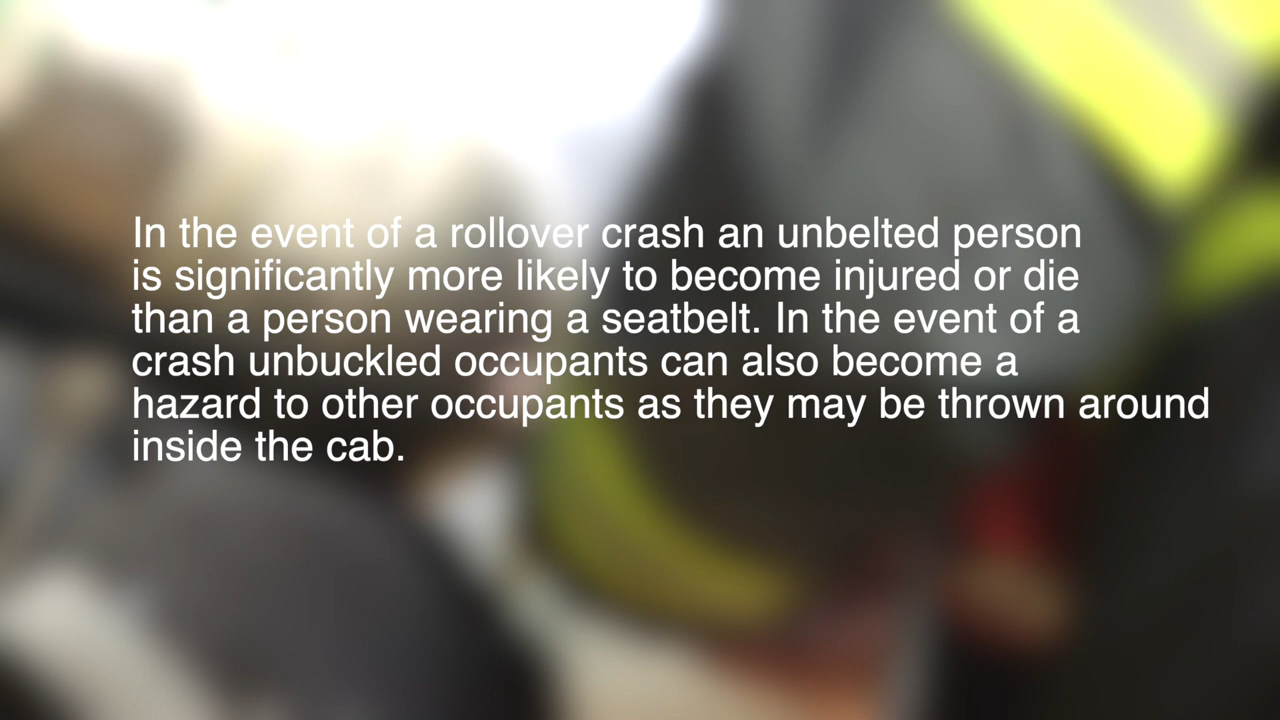 In the event of a rollover crash an unbelted person
is significantly more likely to become injured or die
than a person wearing a seatbelt. In the event of a
crash unbuckled occupants can also become a
hazard to other occupants as they may be thrown around
inside the cab.